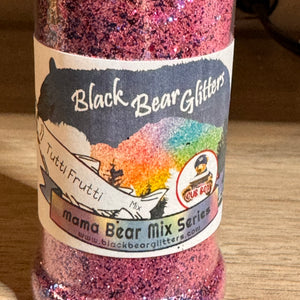 Black Bear Glitters
Tutti Frutti
Mix
Mama Bear Mix Series
www.blackbearglitters.com